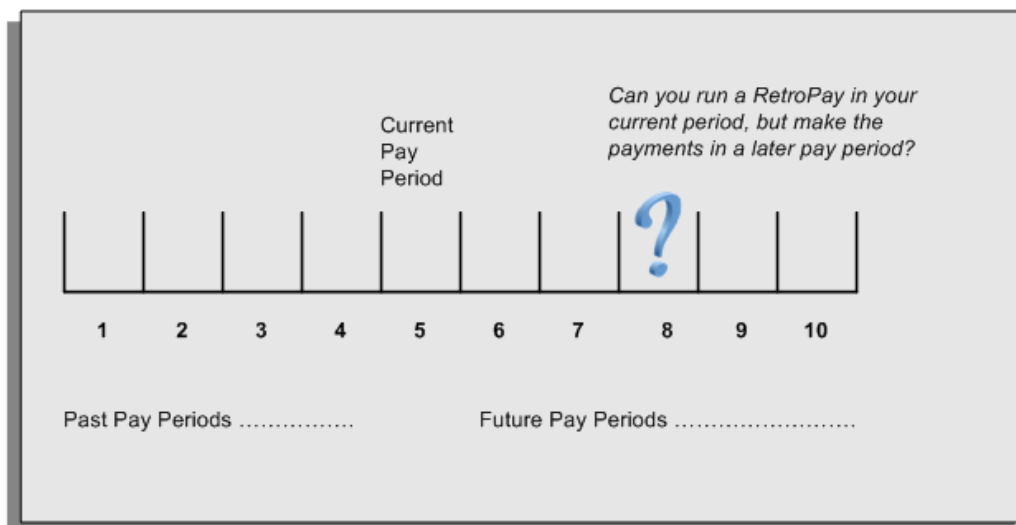 Can you run a RetroPay in your
current period, but make the
payments in a later pay period?
Current
Pay
Period
?
1 2 3 4 5 6 7 8 9 10
Past Pay Periods ................
Future Pay Periods .........................